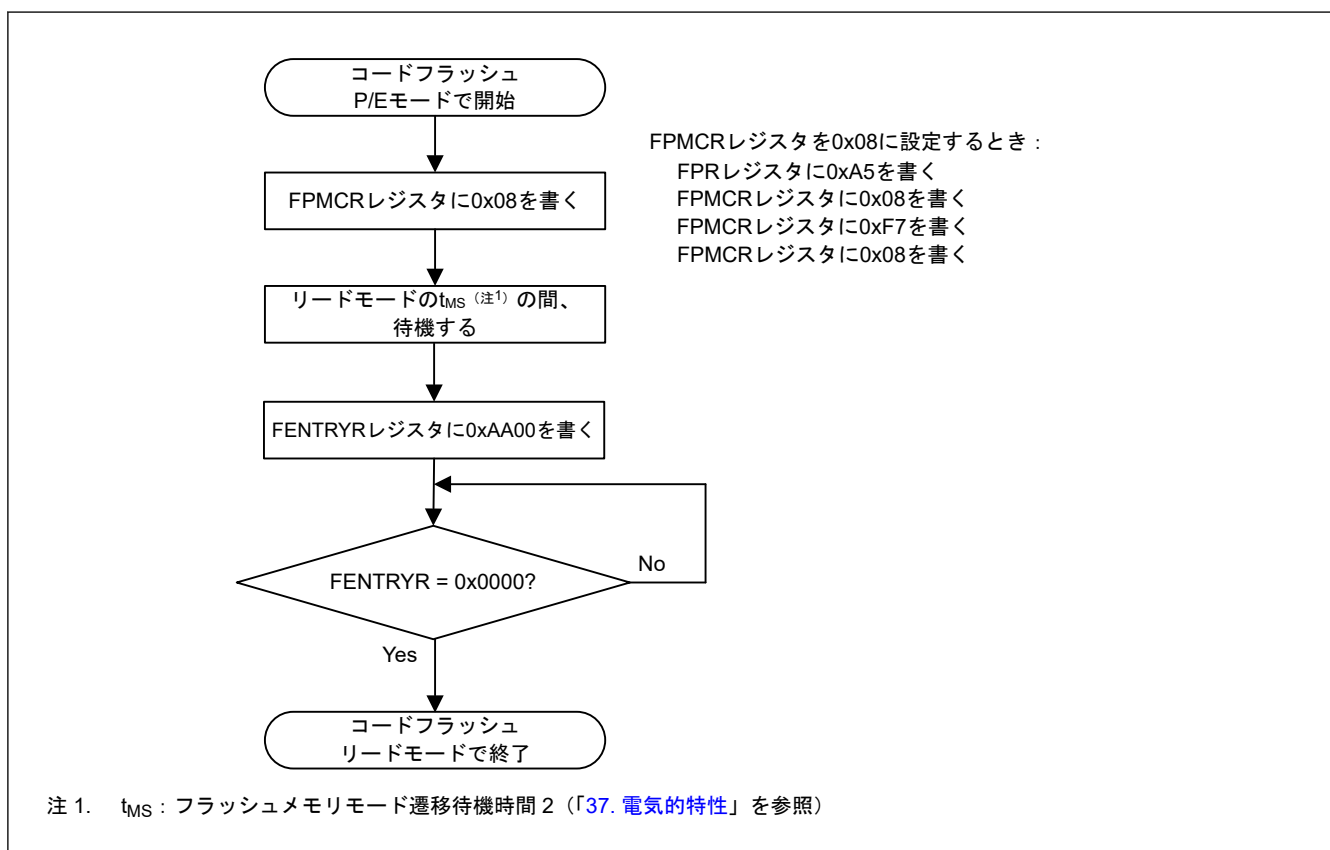 コードフラッシュ
P/Eモードで開始
FPMCRレジスタを0x08に設定するとき：
FPRレジスタに0xA5を書く
FPMCRレジスタに0x08を書く
FPMCRレジスタに0xF7を書く
FPMCRレジスタに0x08を書く
FPMCRレジスタに0x08を書く
リードモードのtMS（注1）の間、
待機する
FENTRYRレジスタに0xAA00を書く
FENTRYR = 0x0000?
No
Yes
コードフラッシュ
リードモードで終了
注 1. tMS：フラッシュメモリモード遷移待機時間 2（「37. 電気的特性」を参照）